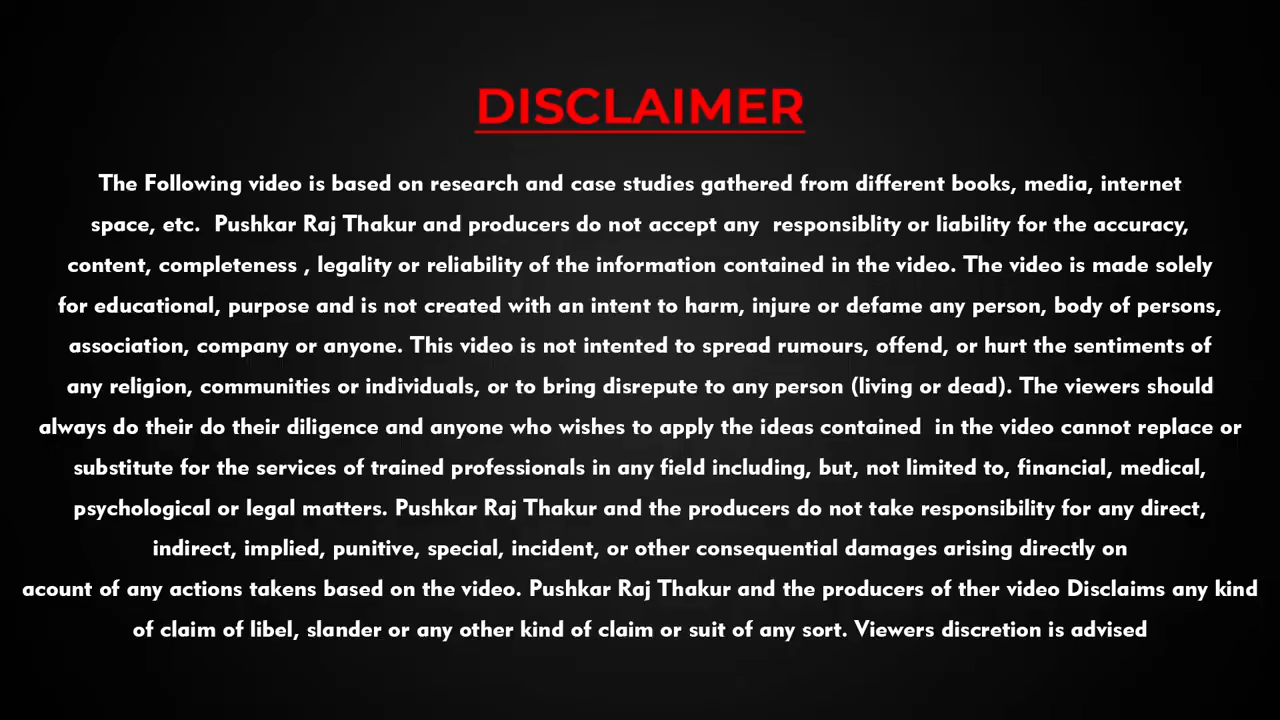 DISCLAIMER
The Following video is based on research and case studies gathered from different books, media, internet
space, etc.  Pushkar Raj Thakur and producers do not accept any  responsiblity or liability for the accuracy,
content, completeness , legality or reliability of the information contained in the video. The video is made solely
for educational, purpose and is not created with an intent to harm, injure or defame any person, body of persons,
association, company or anyone. This video is not intented to spread rumours, offend, or hurt the sentiments of
any religion, communities or individuals, or to bring disrepute to any person (living or dead). The viewers should
always do their do their diligence and anyone who wishes to apply the ideas contained  in the video cannot replace or
substitute for the services of trained professionals in any field including, but, not limited to, financial, medical,
psychological or legal matters. Pushkar Raj Thakur and the producers do not take responsibility for any direct,
indirect, implied, punitive, special, incident, or other consequential damages arising directly on
acount of any actions takens based on the video. Pushkar Raj Thakur and the producers of ther video Disclaims any kind
of claim of libel, slander or any other kind of claim or suit of any sort. Viewers discretion is advised